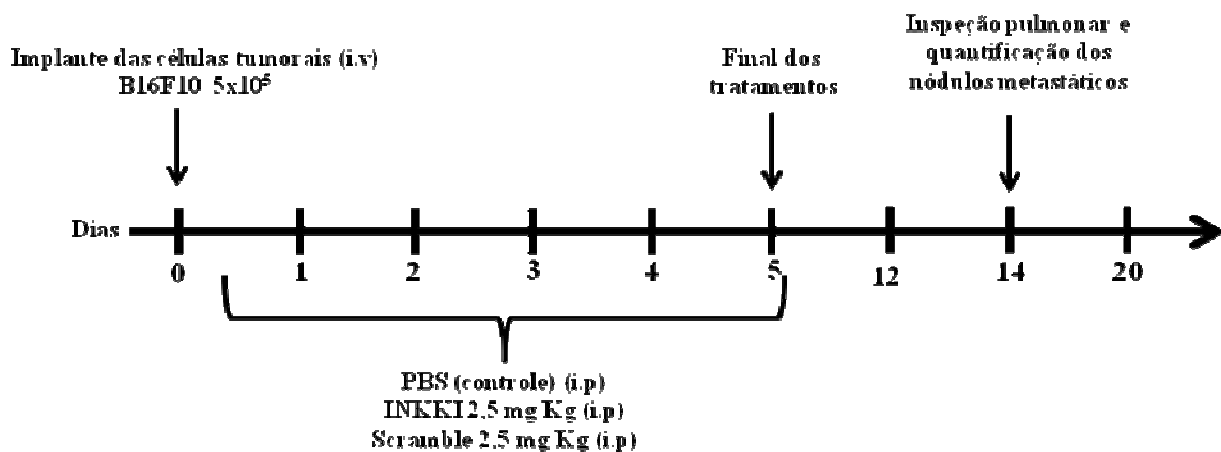 Implante das células tumorais (i.v)
B16F10 5x10⁵
Final dos
tratamentos
Inspeção pulmonar e
quantificação dos
nódulos metastáticos
Dias
0 1 2 3 4 5 12 14 20
PBS (controle) (i.p)
INKKI 2,5 mg Kg (i.p)
Scramble 2,5 mg Kg (i.p)